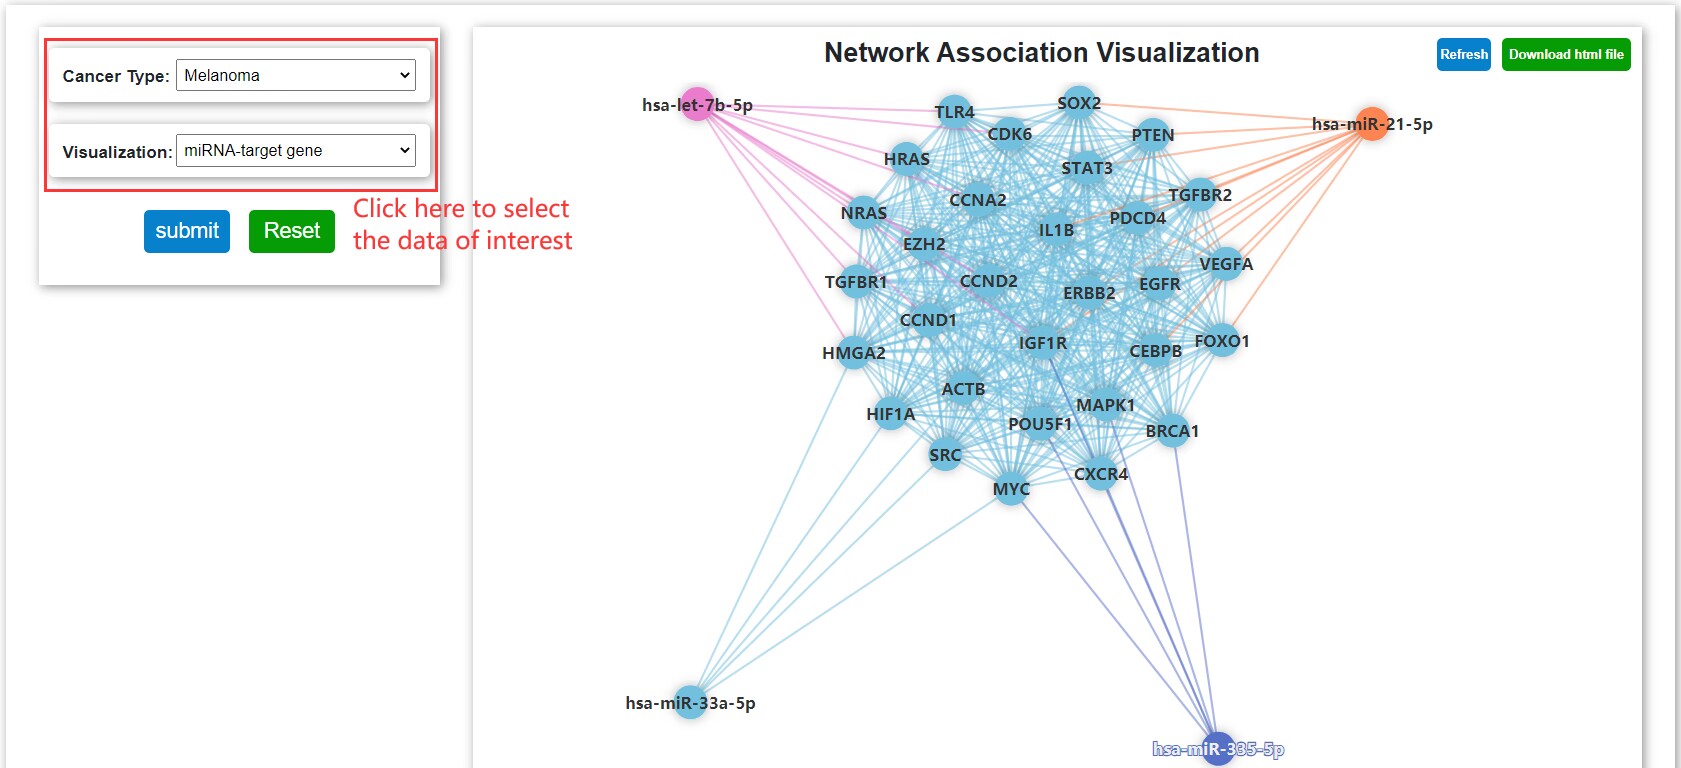 Network Association Visualization
Refresh
Download html file
Cancer Type: Melanoma
Visualization: miRNA-target gene
submit
Reset
Click here to select
the data of interest
hsa-let-7b-5p
TLR4
SOX2
hsa-miR-21-5p
CDK6
PTEN
HRAS
STAT3
CCNA2
TGFBR2
NRAS
PDCD4
IL1B
EZH2
VEGFA
TGFBR1
CCND2
EGFR
ERBB2
CCND1
IGF1R
FOXO1
HMGA2
CEBPB
ACTB
MAPK1
HIF1A
POU5F1
BRCA1
SRC
CXCR4
MYC
hsa-miR-33a-5p
hsa-miR-335-5p